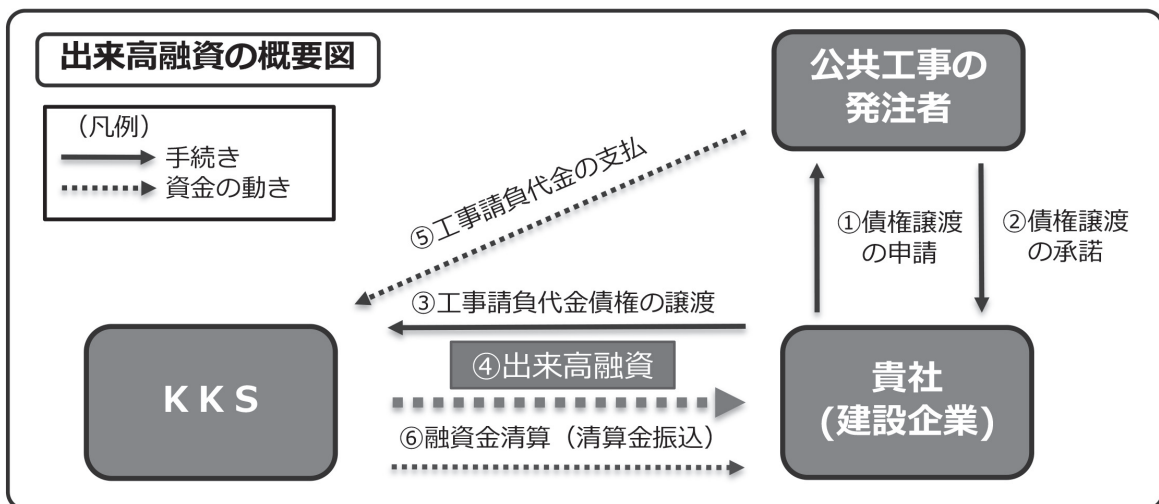 出来高融資の概要図
（凡例）
手続き
資金の動き
公共工事の
発注者
⑤工事請負代金の支払
①債権譲渡
の申請
②債権譲渡
の承諾
③工事請負代金債権の譲渡
④出来高融資
⑥融資金清算（清算金振込）
ＫＫＳ
貴社
(建設企業)